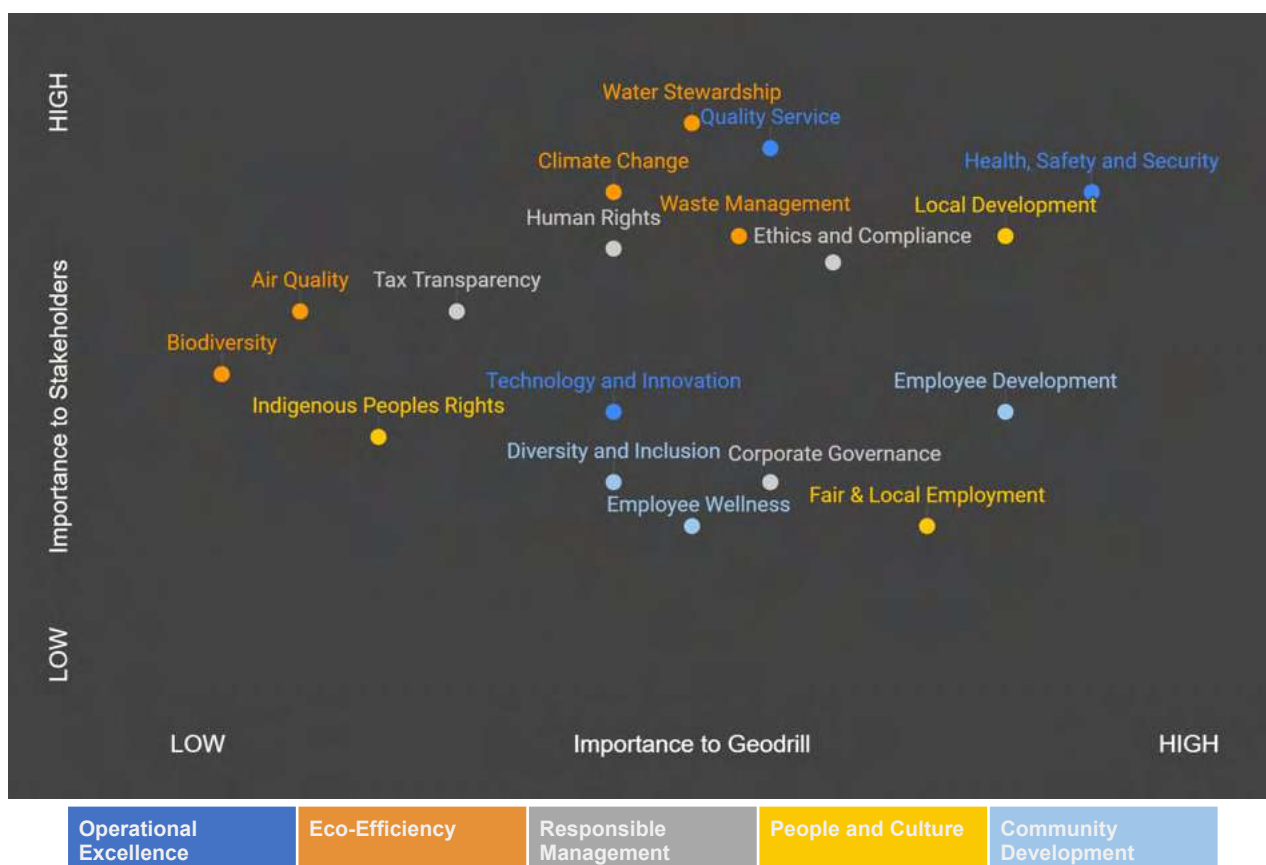 HIGH
Water Stewardship
Quality Service
Climate Change
Health, Safety and Security
Waste Management
Local Development
Human Rights
Ethics and Compliance
Air Quality
Tax Transparency
Biodiversity
Importance to Stakeholders
Technology and Innovation
Employee Development
Indigenous Peoples Rights
Diversity and Inclusion
Corporate Governance
Employee Wellness
Fair & Local Employment
LOW
LOW
Importance to Geodrill
HIGH
Operational
Excellence
Eco-Efficiency
Responsible
Management
People and Culture
Community
Development